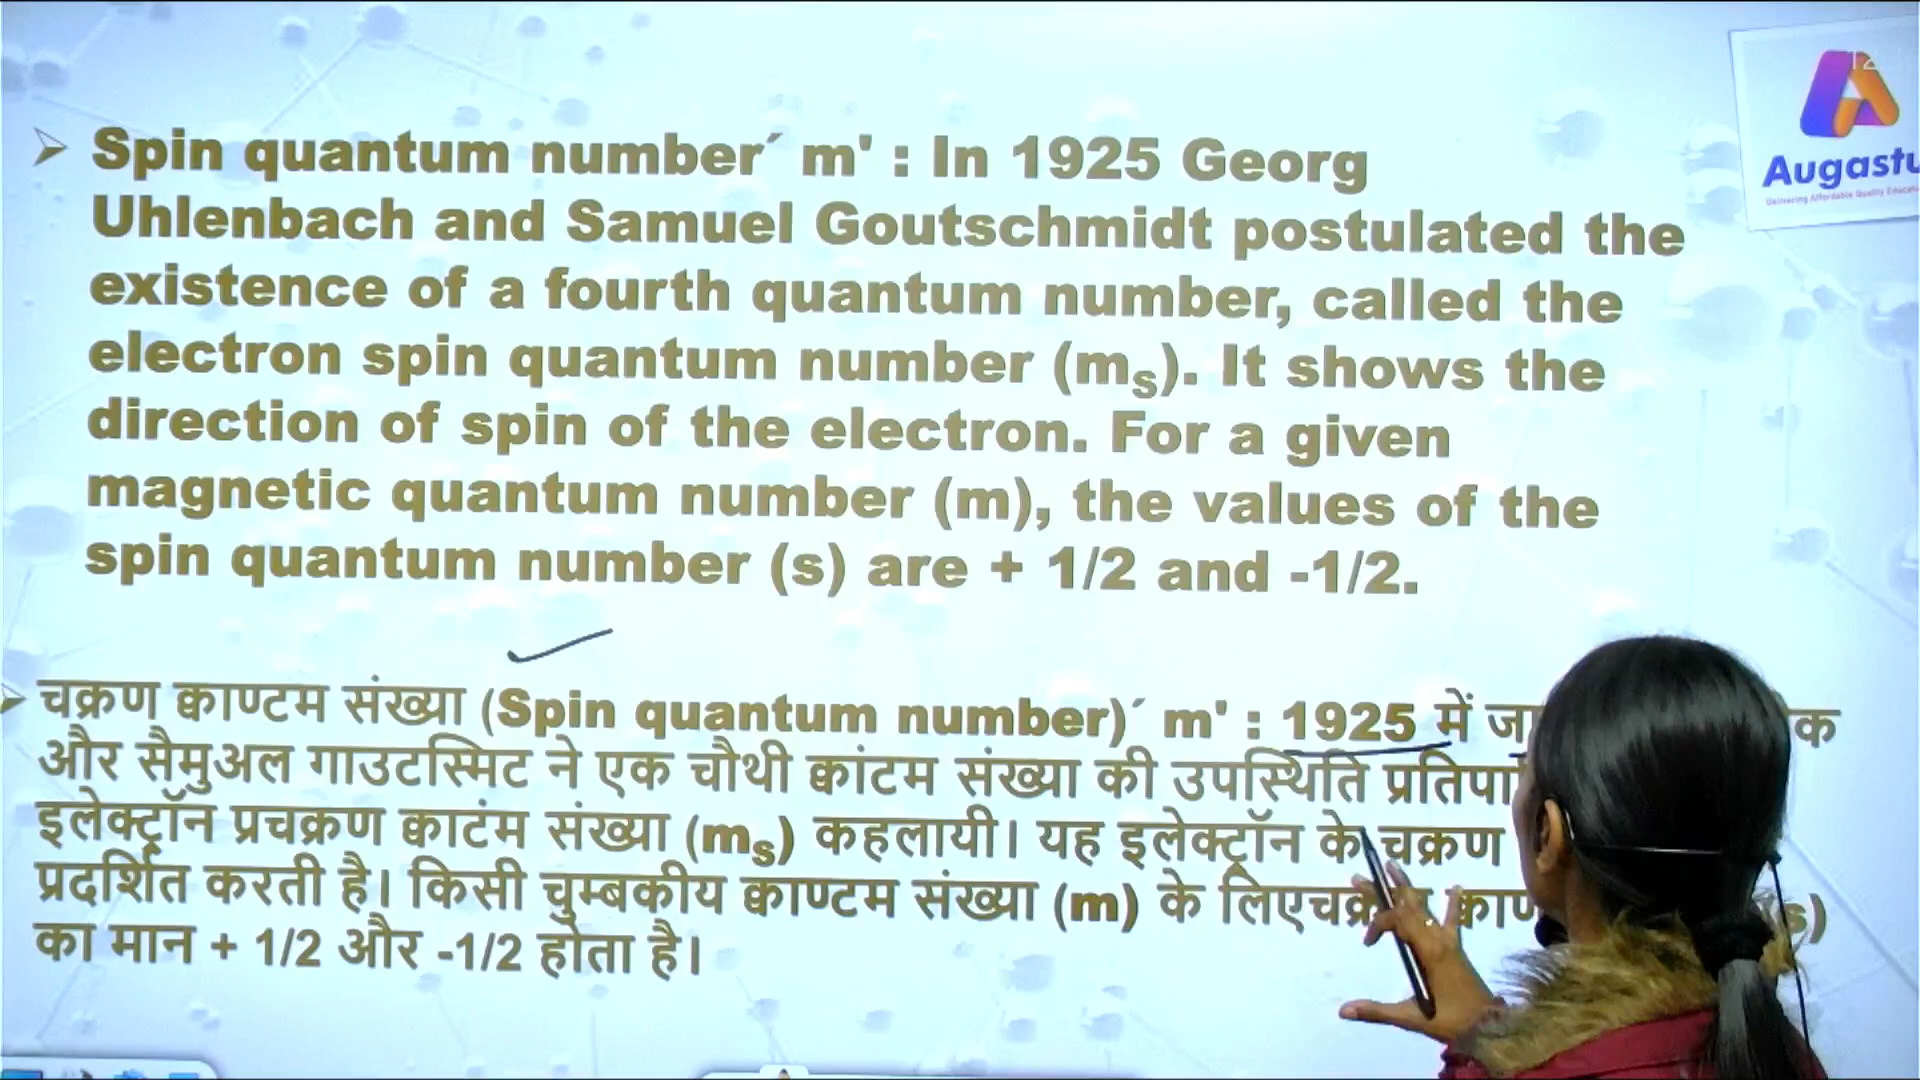 Spin quantum number´ m' : In 1925 Georg
Uhlenbach and Samuel Goutschmidt postulated the
existence of a fourth quantum number, called the
electron spin quantum number (mₛ). It shows the
direction of spin of the electron. For a given
magnetic quantum number (m), the values of the
spin quantum number (s) are + 1/2 and -1/2.
चक्रण क्वाण्टम संख्या (Spin quantum number)´ m' : 1925 में
और सैमुअल गाउटस्मिट ने एक चौथी क्वांटम संख्या की उपस्थिति
इलेक्ट्रॉन प्रचक्रण क्वाटंम संख्या (mₛ) कहलायी। यह इलेक्ट्रॉन के चक्रण
प्रदर्शित करती है। किसी चुम्बकीय क्वाण्टम संख्या (m) के लिए
का मान + 1/2 और -1/2 होता है।
Delivering Affordable Quality